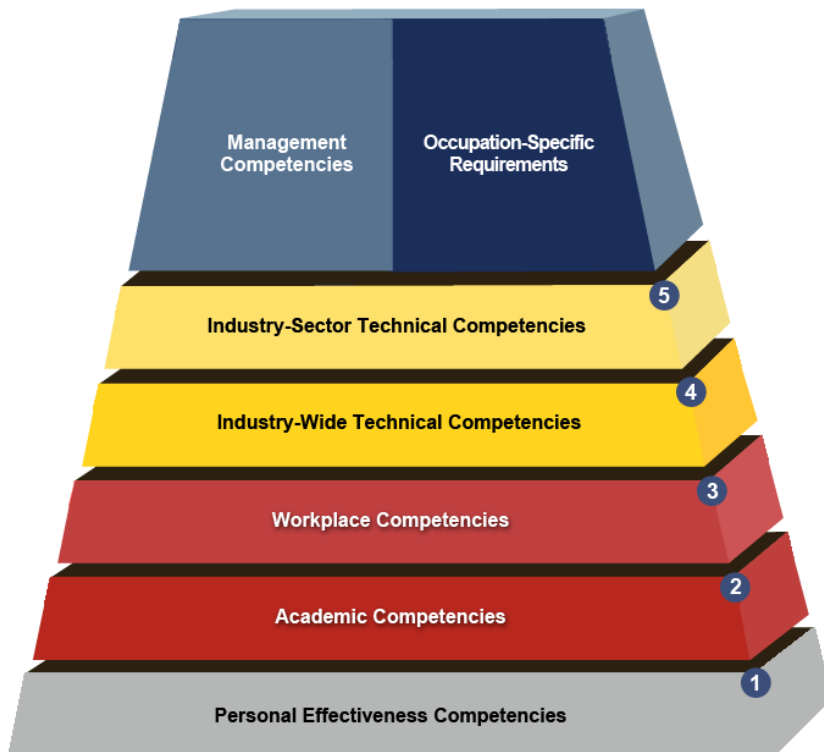 Management
Competencies
Occupation-Specific
Requirements
5
Industry-Sector Technical Competencies
4
Industry-Wide Technical Competencies
3
Workplace Competencies
2
Academic Competencies
1
Personal Effectiveness Competencies